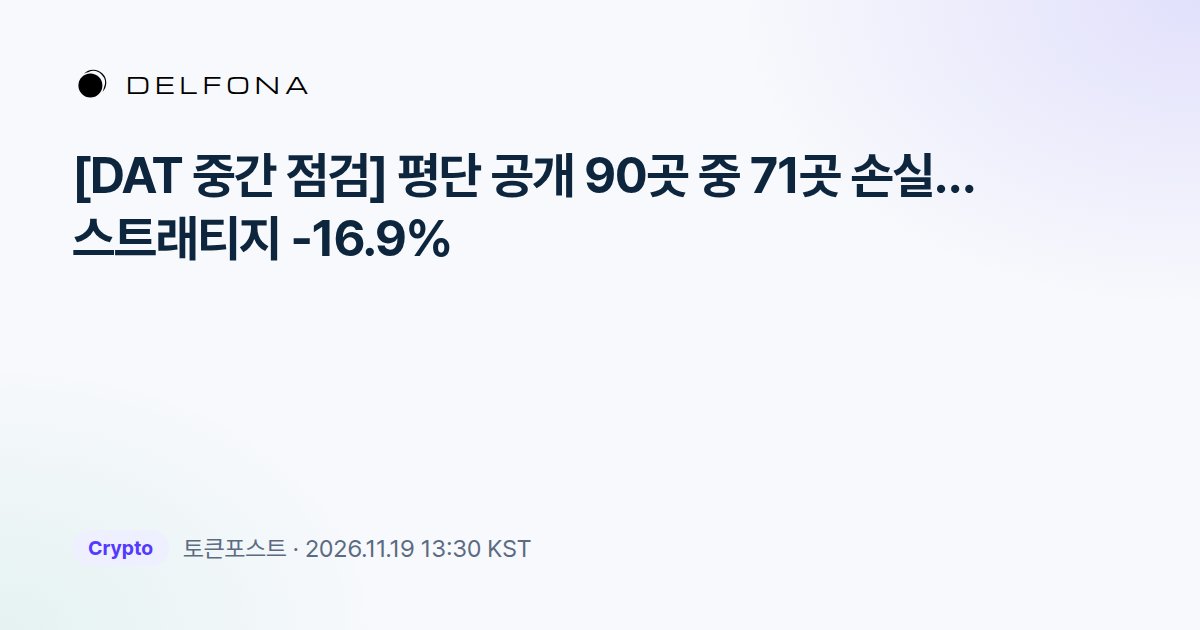 DELFONA
[DAT 중간 점검] 평단 공개 90곳 중 71곳 손실...
스트래티지 -16.9%
Crypto 토큰포스트 · 2026.11.19 13:30 KST